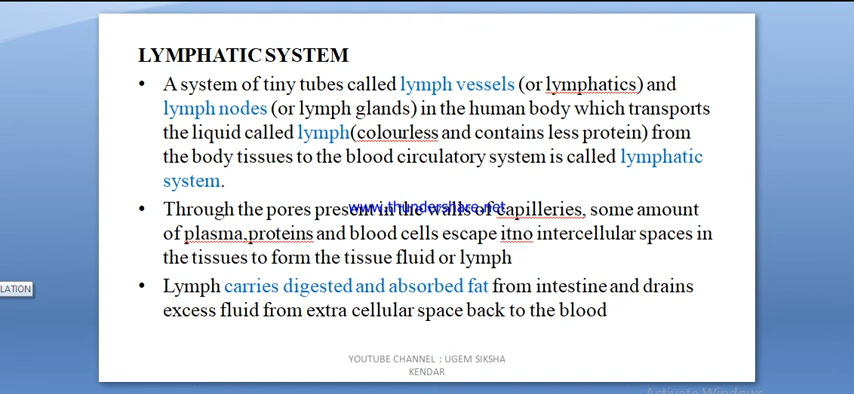 LYMPHATIC SYSTEM
• A system of tiny tubes called lymph vessels (or lymphatics) and
lymph nodes (or lymph glands) in the human body which transports
the liquid called lymph(colourless and contains less protein) from
the body tissues to the blood circulatory system is called lymphatic
system.
• Through the pores present in the walls of capilleries, some amount
www.thundershare.net
of plasma,proteins and blood cells escape itno intercellular spaces in
the tissues to form the tissue fluid or lymph
LATION
• Lymph carries digested and absorbed fat from intestine and drains
excess fluid from extra cellular space back to the blood
YOUTUBE CHANNEL : UGEM SIKSHA
KENDAR
Activate Windows